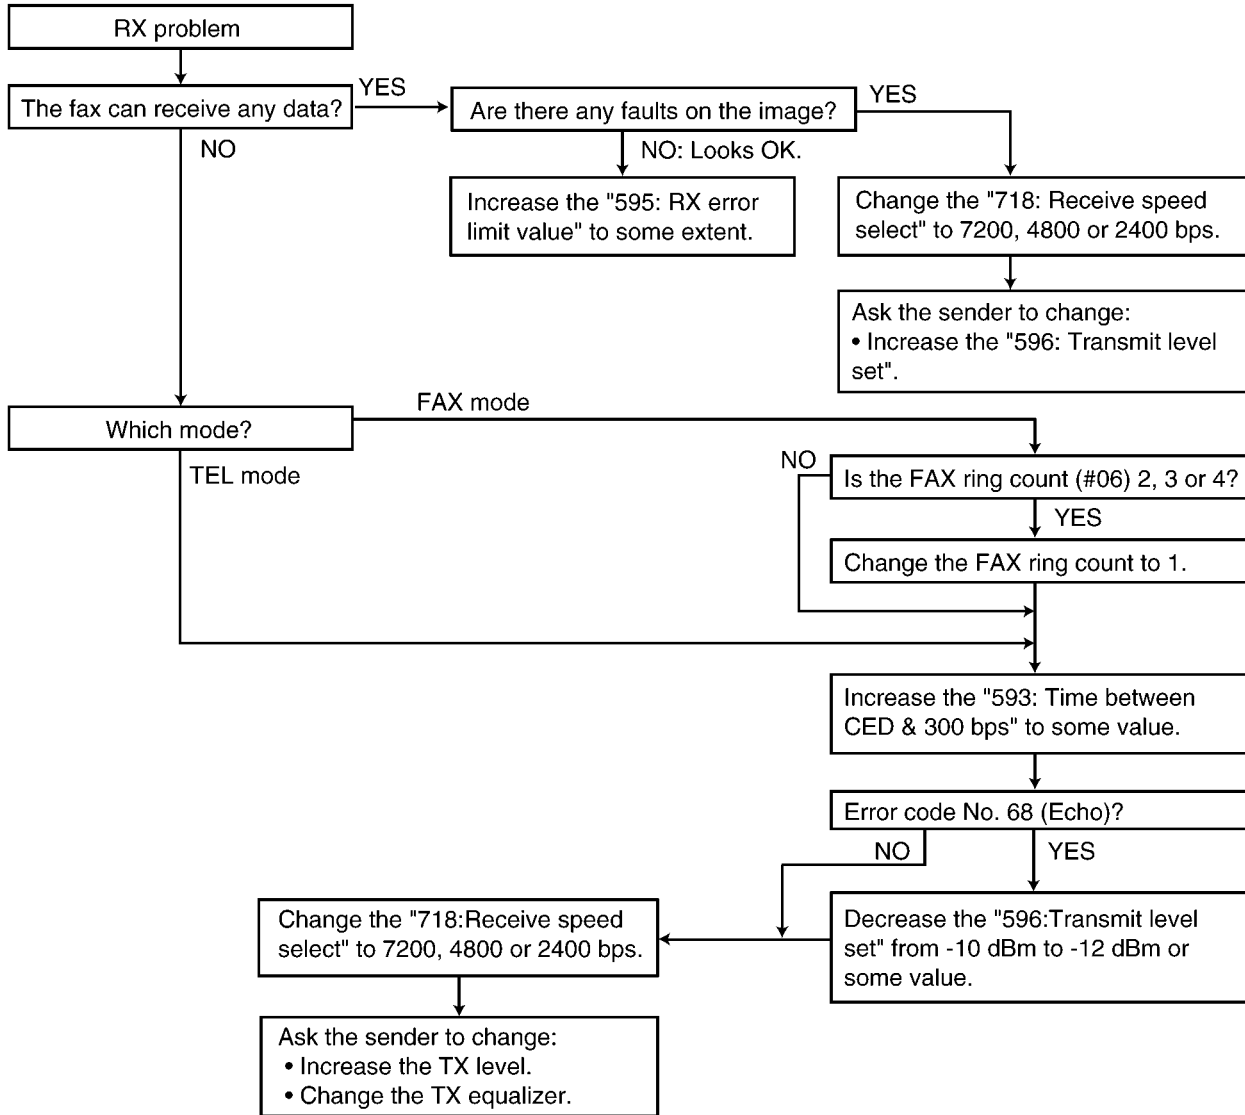 RX problem
The fax can receive any data?
YES
Are there any faults on the image?
YES
NO
NO: Looks OK.
Increase the "595: RX error
limit value" to some extent.
Change the "718: Receive speed
select" to 7200, 4800 or 2400 bps.
Ask the sender to change:
• Increase the "596: Transmit level
set".
Which mode?
FAX mode
TEL mode
Is the FAX ring count (#06) 2, 3 or 4?
NO
YES
Change the FAX ring count to 1.
Increase the "593: Time between
CED & 300 bps" to some value.
Error code No. 68 (Echo)?
NO
YES
Decrease the "596:Transmit level
set" from -10 dBm to -12 dBm or
some value.
Change the "718:Receive speed
select" to 7200, 4800 or 2400 bps.
Ask the sender to change:
• Increase the TX level.
• Change the TX equalizer.